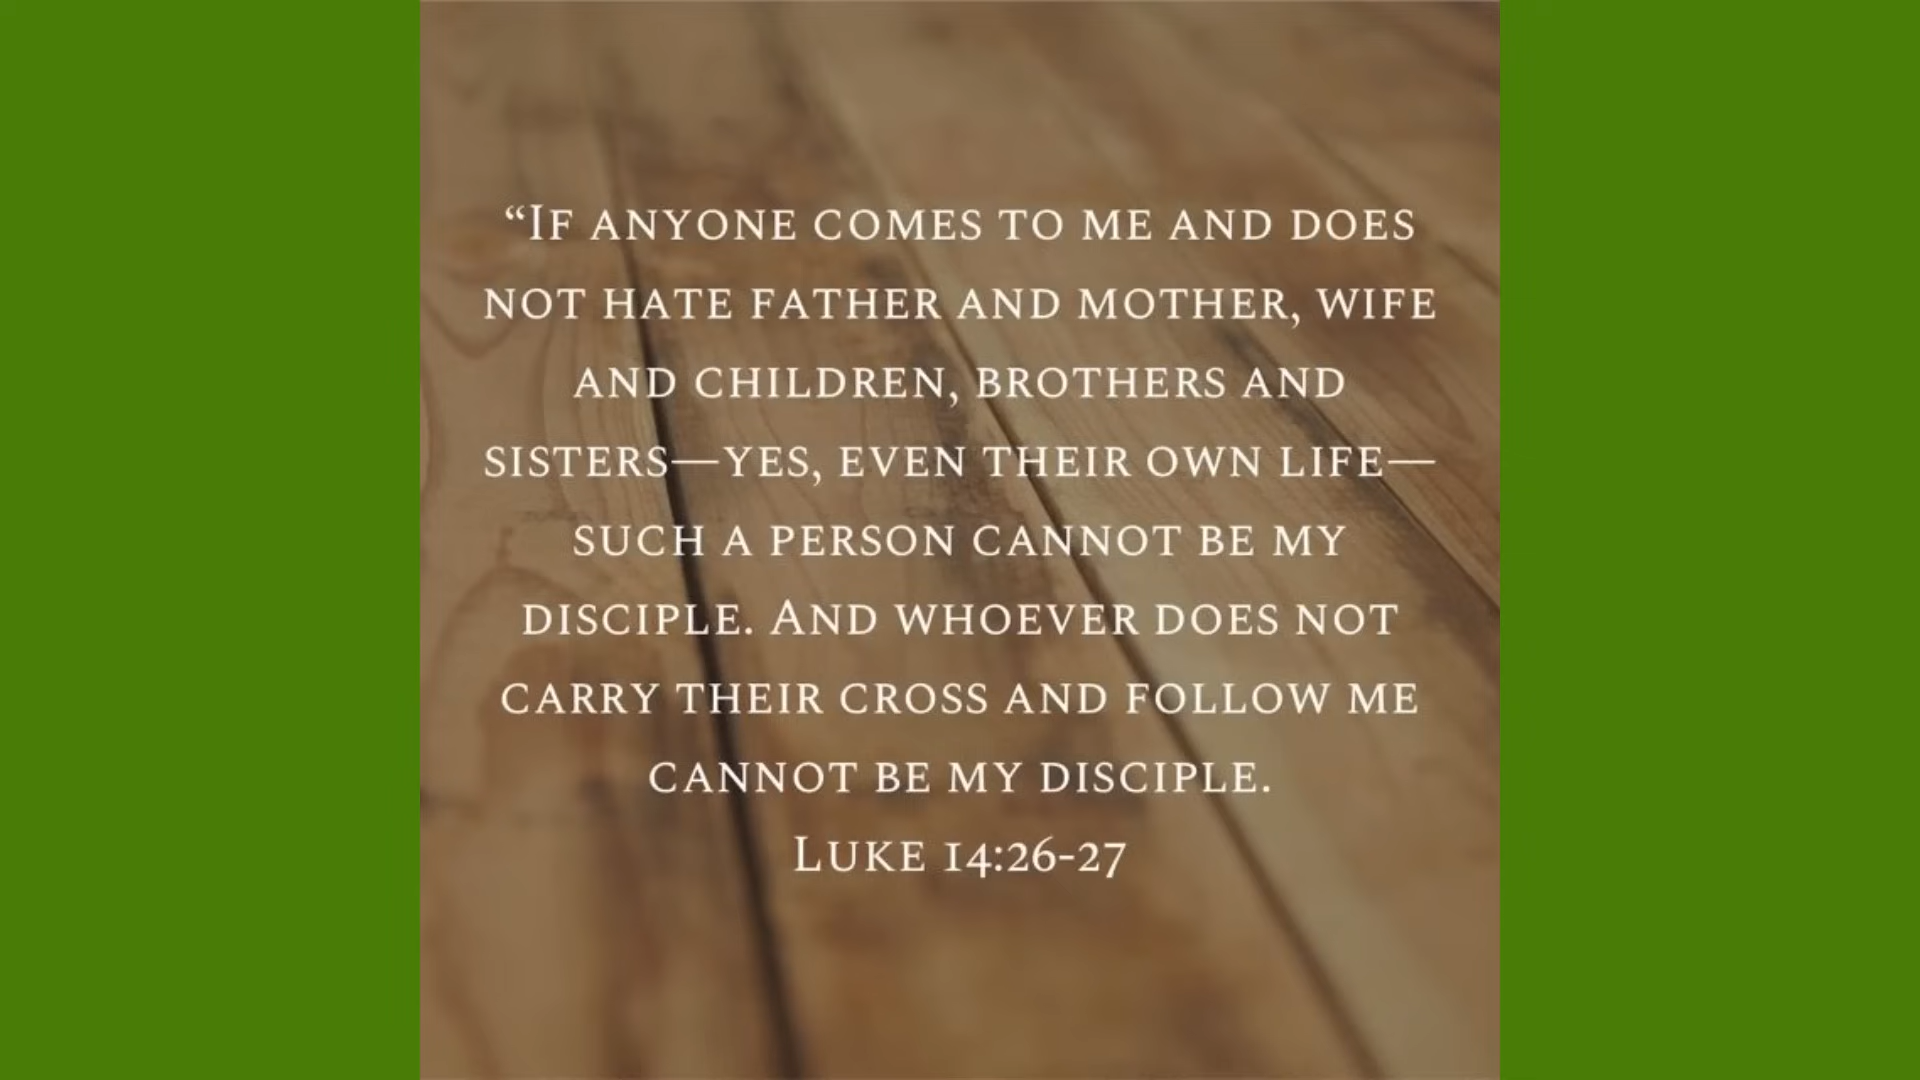 “If anyone comes to me and does
not hate father and mother, wife
and children, brothers and
sisters—yes, even their own life—
such a person cannot be my
disciple. And whoever does not
carry their cross and follow me
cannot be my disciple.
Luke 14:26-27